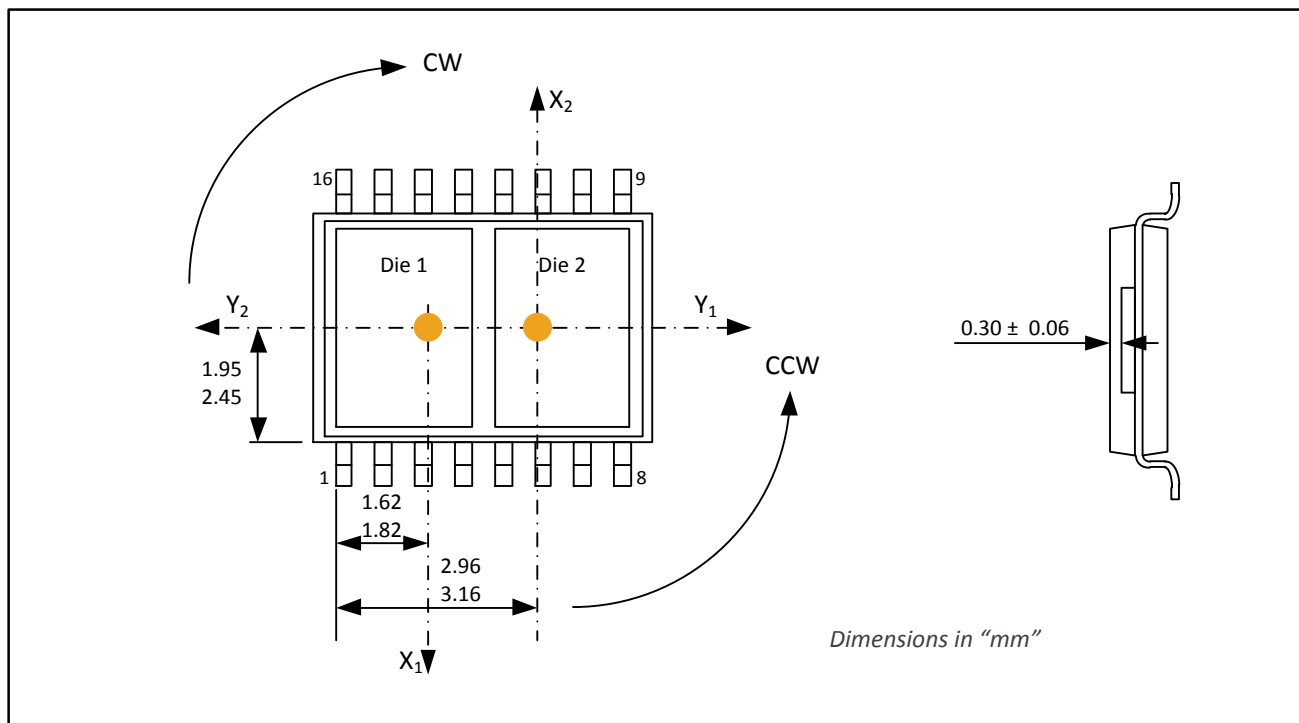 CW
X₂
16
9
Die 1
Die 2
Y₂
Y₁
1.95
2.45
0.30 ± 0.06
CCW
1
8
1.62
1.82
2.96
3.16
X₁
Dimensions in “mm”